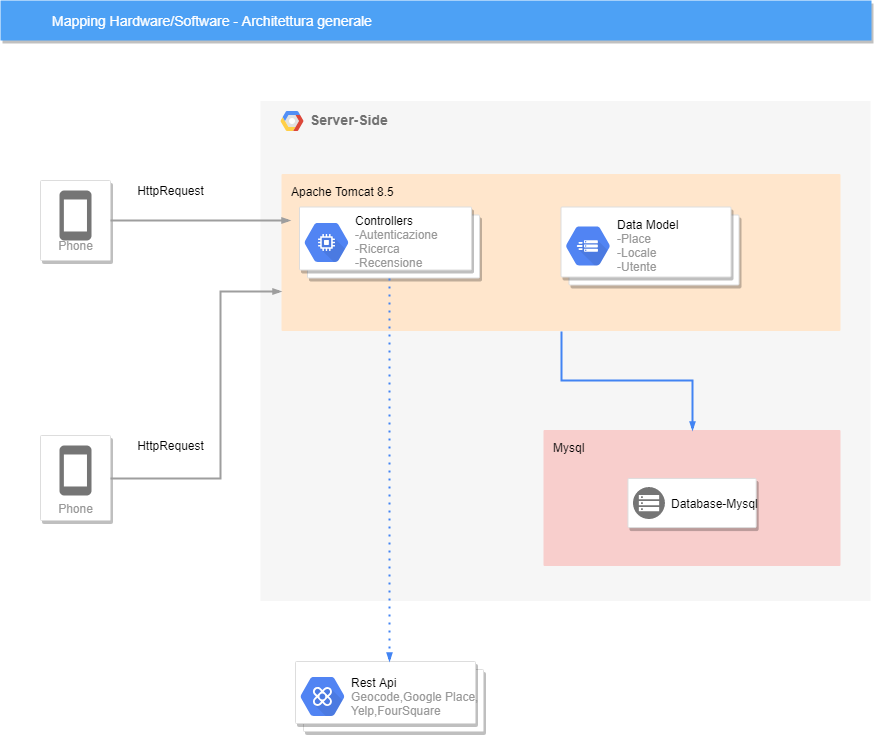 Mapping Hardware/Software - Architettura generale
Server-Side
HttpRequest
Apache Tomcat 8.5
Phone
Controllers
-Autenticazione
-Ricerca
-Recensione
Data Model
-Place
-Locale
-Utente
HttpRequest
Phone
Mysql
Database-Mysql
Rest Api
Geocode,Google Place,
Yelp,FourSquare